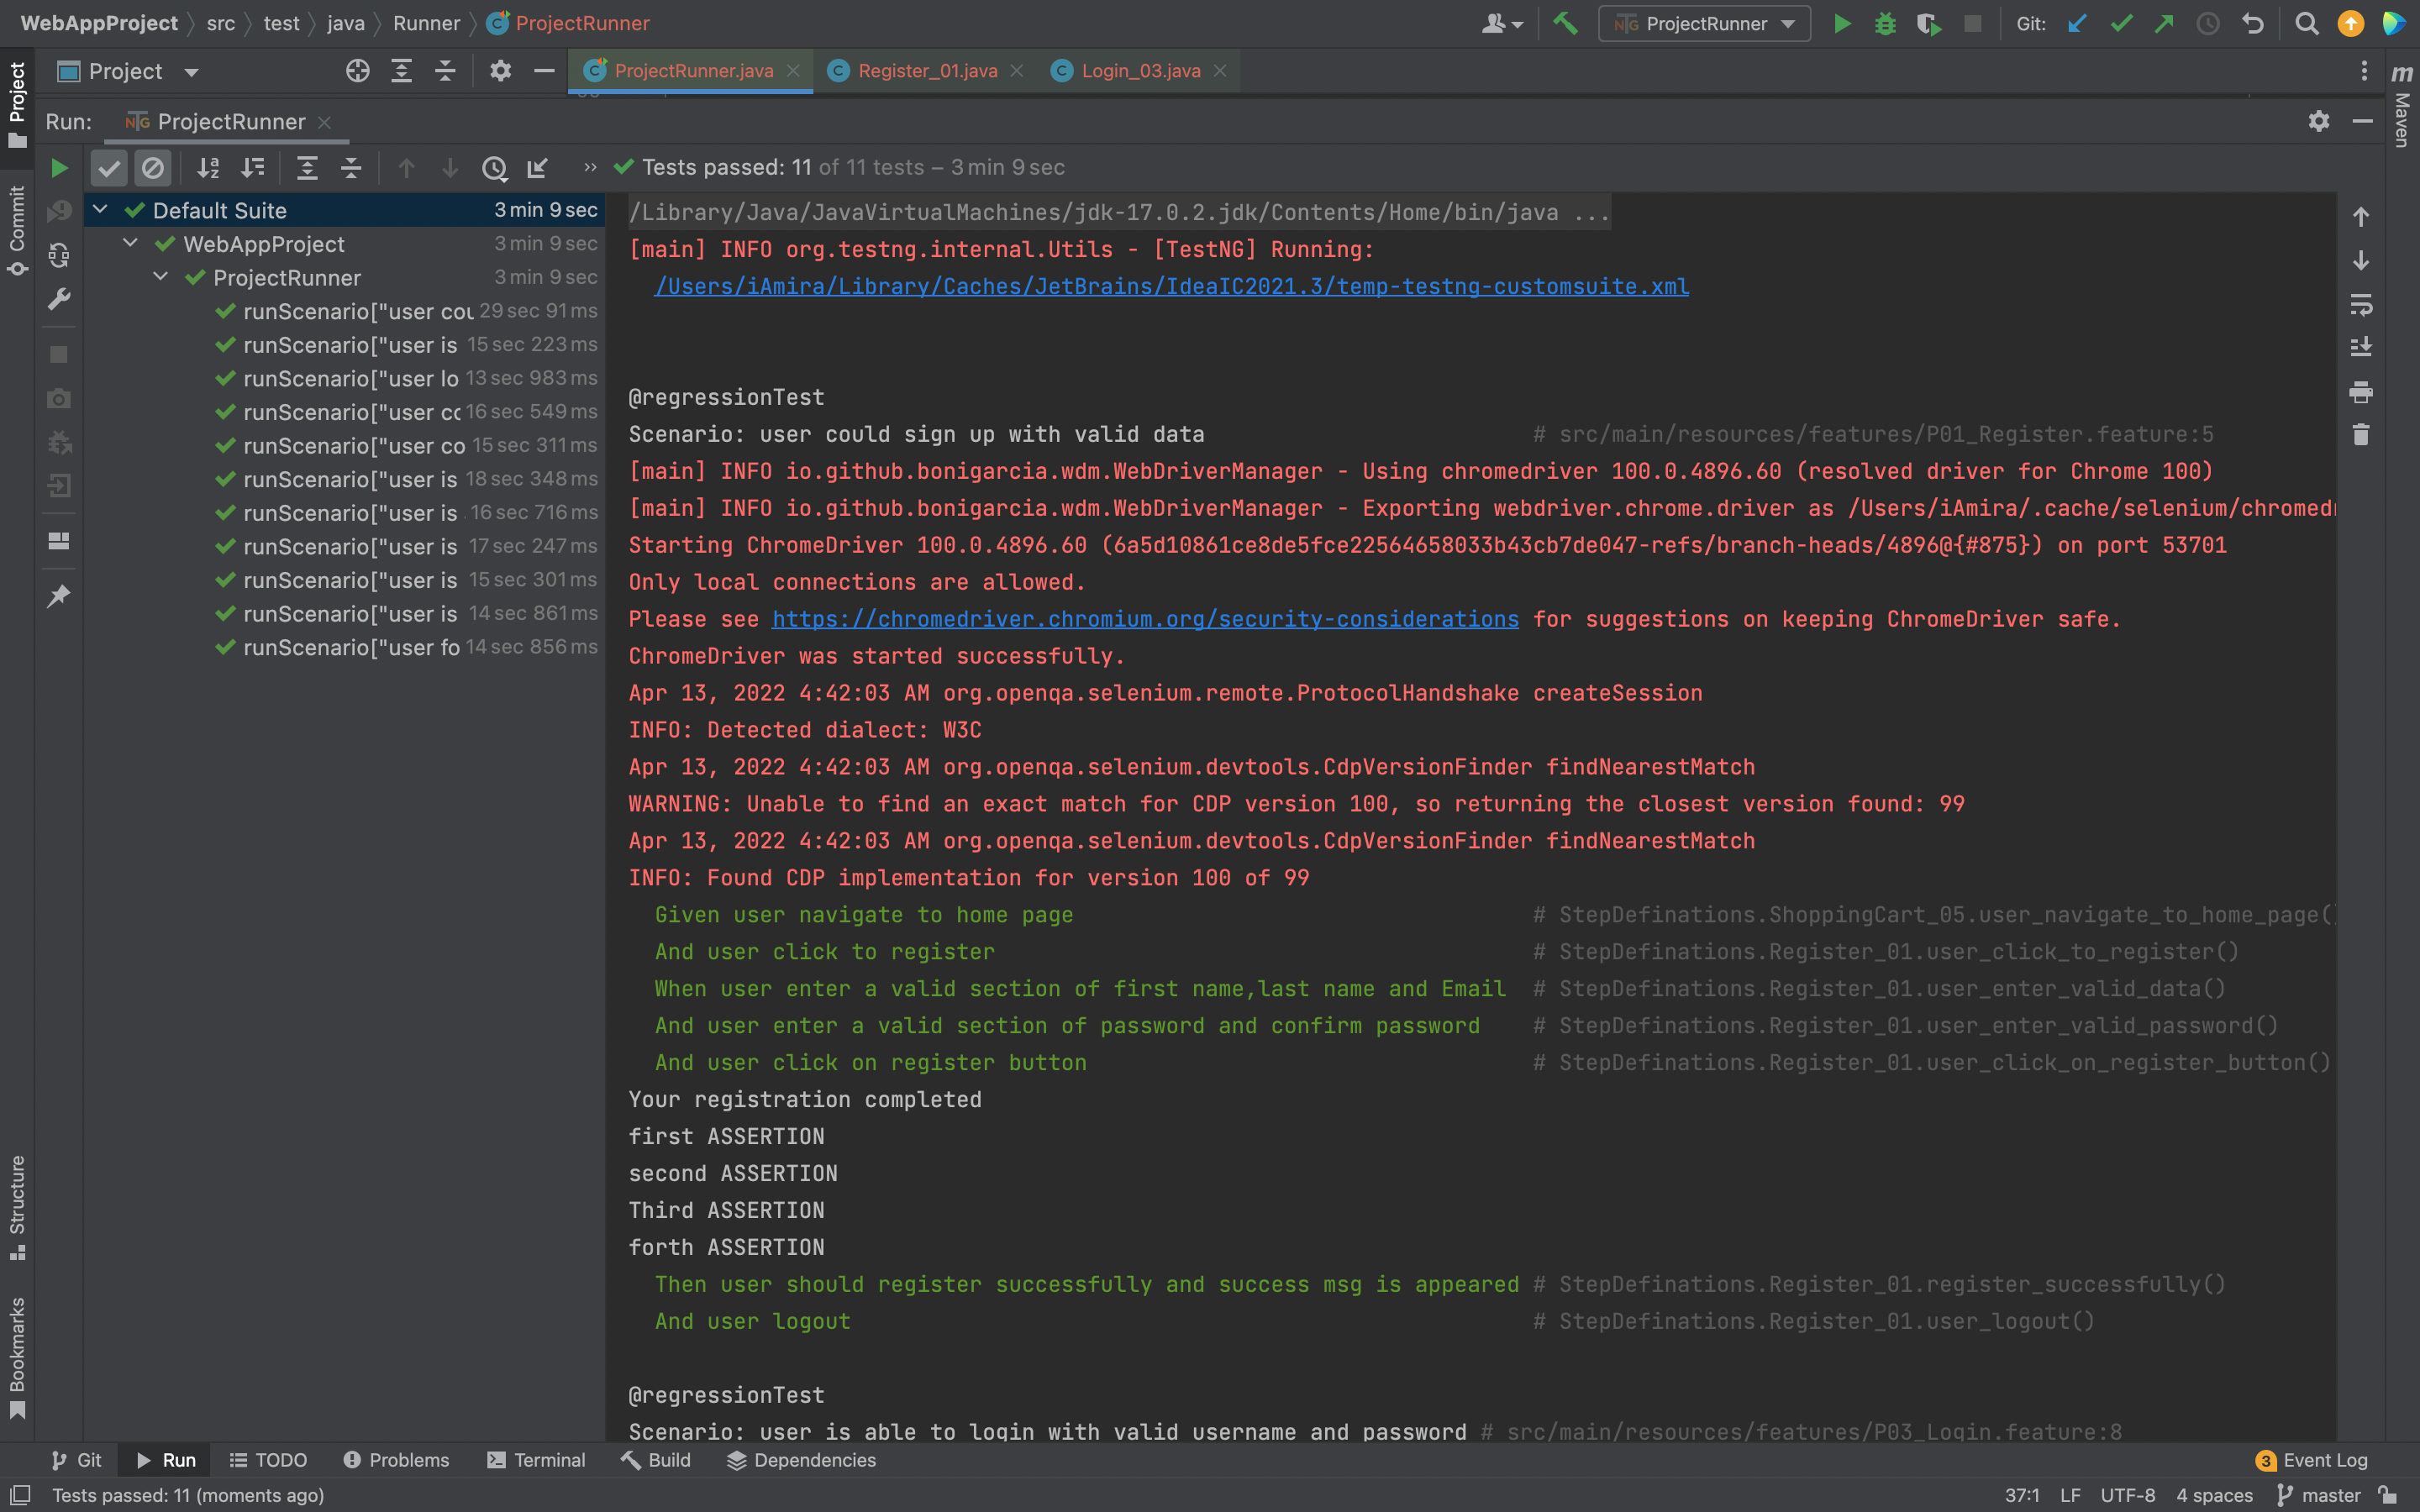 WebAppProject src test java Runner ProjectRunner
ProjectRunner Git:
Project ProjectRunner.java Register_01.java Login_03.java
Run: ProjectRunner
Tests passed: 11 of 11 tests – 3 min 9 sec
Default Suite 3 min 9 sec
WebAppProject 3 min 9 sec
ProjectRunner 3 min 9 sec
runScenario["user cou 29 sec 91 ms
runScenario["user is 15 sec 223 ms
runScenario["user lo 13 sec 983 ms
runScenario["user co 16 sec 549 ms
runScenario["user co 15 sec 311 ms
runScenario["user is 18 sec 348 ms
runScenario["user is 16 sec 716 ms
runScenario["user is 17 sec 247 ms
runScenario["user is 15 sec 301 ms
runScenario["user is 14 sec 861 ms
runScenario["user fo 14 sec 856 ms
/Library/Java/JavaVirtualMachines/jdk-17.0.2.jdk/Contents/Home/bin/java ...
[main] INFO org.testng.internal.Utils - [TestNG] Running:
/Users/iAmira/Library/Caches/JetBrains/IdeaIC2021.3/temp-testng-customsuite.xml
@regressionTest
Scenario: user could sign up with valid data # src/main/resources/features/P01_Register.feature:5
[main] INFO io.github.bonigarcia.wdm.WebDriverManager - Using chromedriver 100.0.4896.60 (resolved driver for Chrome 100)
[main] INFO io.github.bonigarcia.wdm.WebDriverManager - Exporting webdriver.chrome.driver as /Users/iAmira/.cache/selenium/chromedr
Starting ChromeDriver 100.0.4896.60 (6a5d10861ce8de5fce22564658033b43cb7de047-refs/branch-heads/4896@{#875}) on port 53701
Only local connections are allowed.
Please see https://chromedriver.chromium.org/security-considerations for suggestions on keeping ChromeDriver safe.
ChromeDriver was started successfully.
Apr 13, 2022 4:42:03 AM org.openqa.selenium.remote.ProtocolHandshake createSession
INFO: Detected dialect: W3C
Apr 13, 2022 4:42:03 AM org.openqa.selenium.devtools.CdpVersionFinder findNearestMatch
WARNING: Unable to find an exact match for CDP version 100, so returning the closest version found: 99
Apr 13, 2022 4:42:03 AM org.openqa.selenium.devtools.CdpVersionFinder findNearestMatch
INFO: Found CDP implementation for version 100 of 99
Given user navigate to home page # StepDefinations.ShoppingCart_05.user_navigate_to_home_page()
And user click to register # StepDefinations.Register_01.user_click_to_register()
When user enter a valid section of first name,last name and Email # StepDefinations.Register_01.user_enter_valid_data()
And user enter a valid section of password and confirm password # StepDefinations.Register_01.user_enter_valid_password()
And user click on register button # StepDefinations.Register_01.user_click_on_register_button()
Your registration completed
first ASSERTION
second ASSERTION
Third ASSERTION
forth ASSERTION
Then user should register successfully and success msg is appeared # StepDefinations.Register_01.register_successfully()
And user logout # StepDefinations.Register_01.user_logout()
@regressionTest
Scenario: user is able to login with valid username and password # src/main/resources/features/P03_Login.feature:8
Project
Commit
Structure
Bookmarks
m Maven
Git Run TODO Problems Terminal Build Dependencies 3 Event Log
Tests passed: 11 (moments ago) 37:1 LF UTF-8 4 spaces master